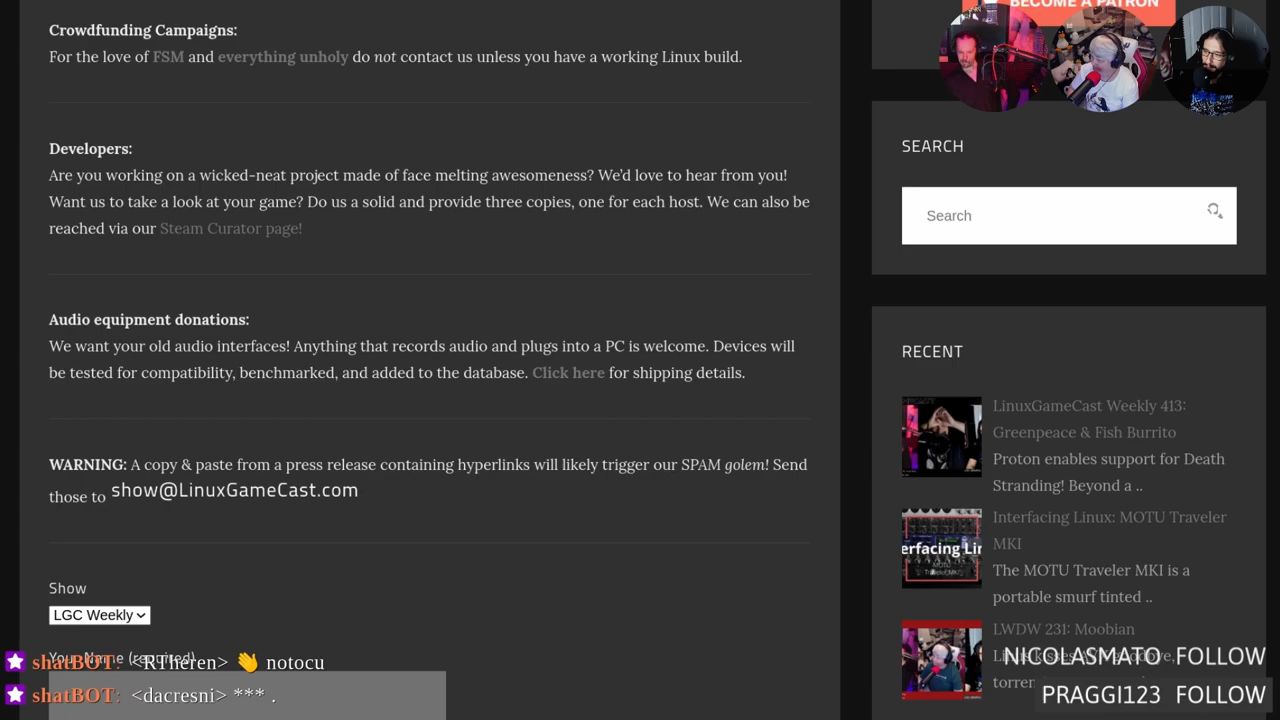 BECOME A PATRON
Crowdfunding Campaigns:
For the love of FSM and everything unholy do not contact us unless you have a working Linux build.
Developers:
Are you working on a wicked-neat project made of face melting awesomeness? We'd love to hear from you!
Want us to take a look at your game? Do us a solid and provide three copies, one for each host. We can also be
reached via our Steam Curator page!
Audio equipment donations:
We want your old audio interfaces! Anything that records audio and plugs into a PC is welcome. Devices will
be tested for compatibility, benchmarked, and added to the database. Click here for shipping details.
WARNING: A copy & paste from a press release containing hyperlinks will likely trigger our SPAM golem! Send
those to show@LinuxGameCast.com
Show
LGC Weekly
Your Name (required)
shatBOT: <RTheren> 👋 notocu
shatBOT: <dacresni> *** .
SEARCH
Search
RECENT
LinuxGameCast Weekly 413:
Greenpeace & Fish Burrito
Proton enables support for Death
Stranding! Beyond a ..
erfacing Lin
Interfacing Linux: MOTU Traveler
MKI
The MOTU Traveler MKI is a
portable smurf tinted ..
LWDW 231: Moobian
NICOLASMATO FOLLOW
PRAGGI123 FOLLOW